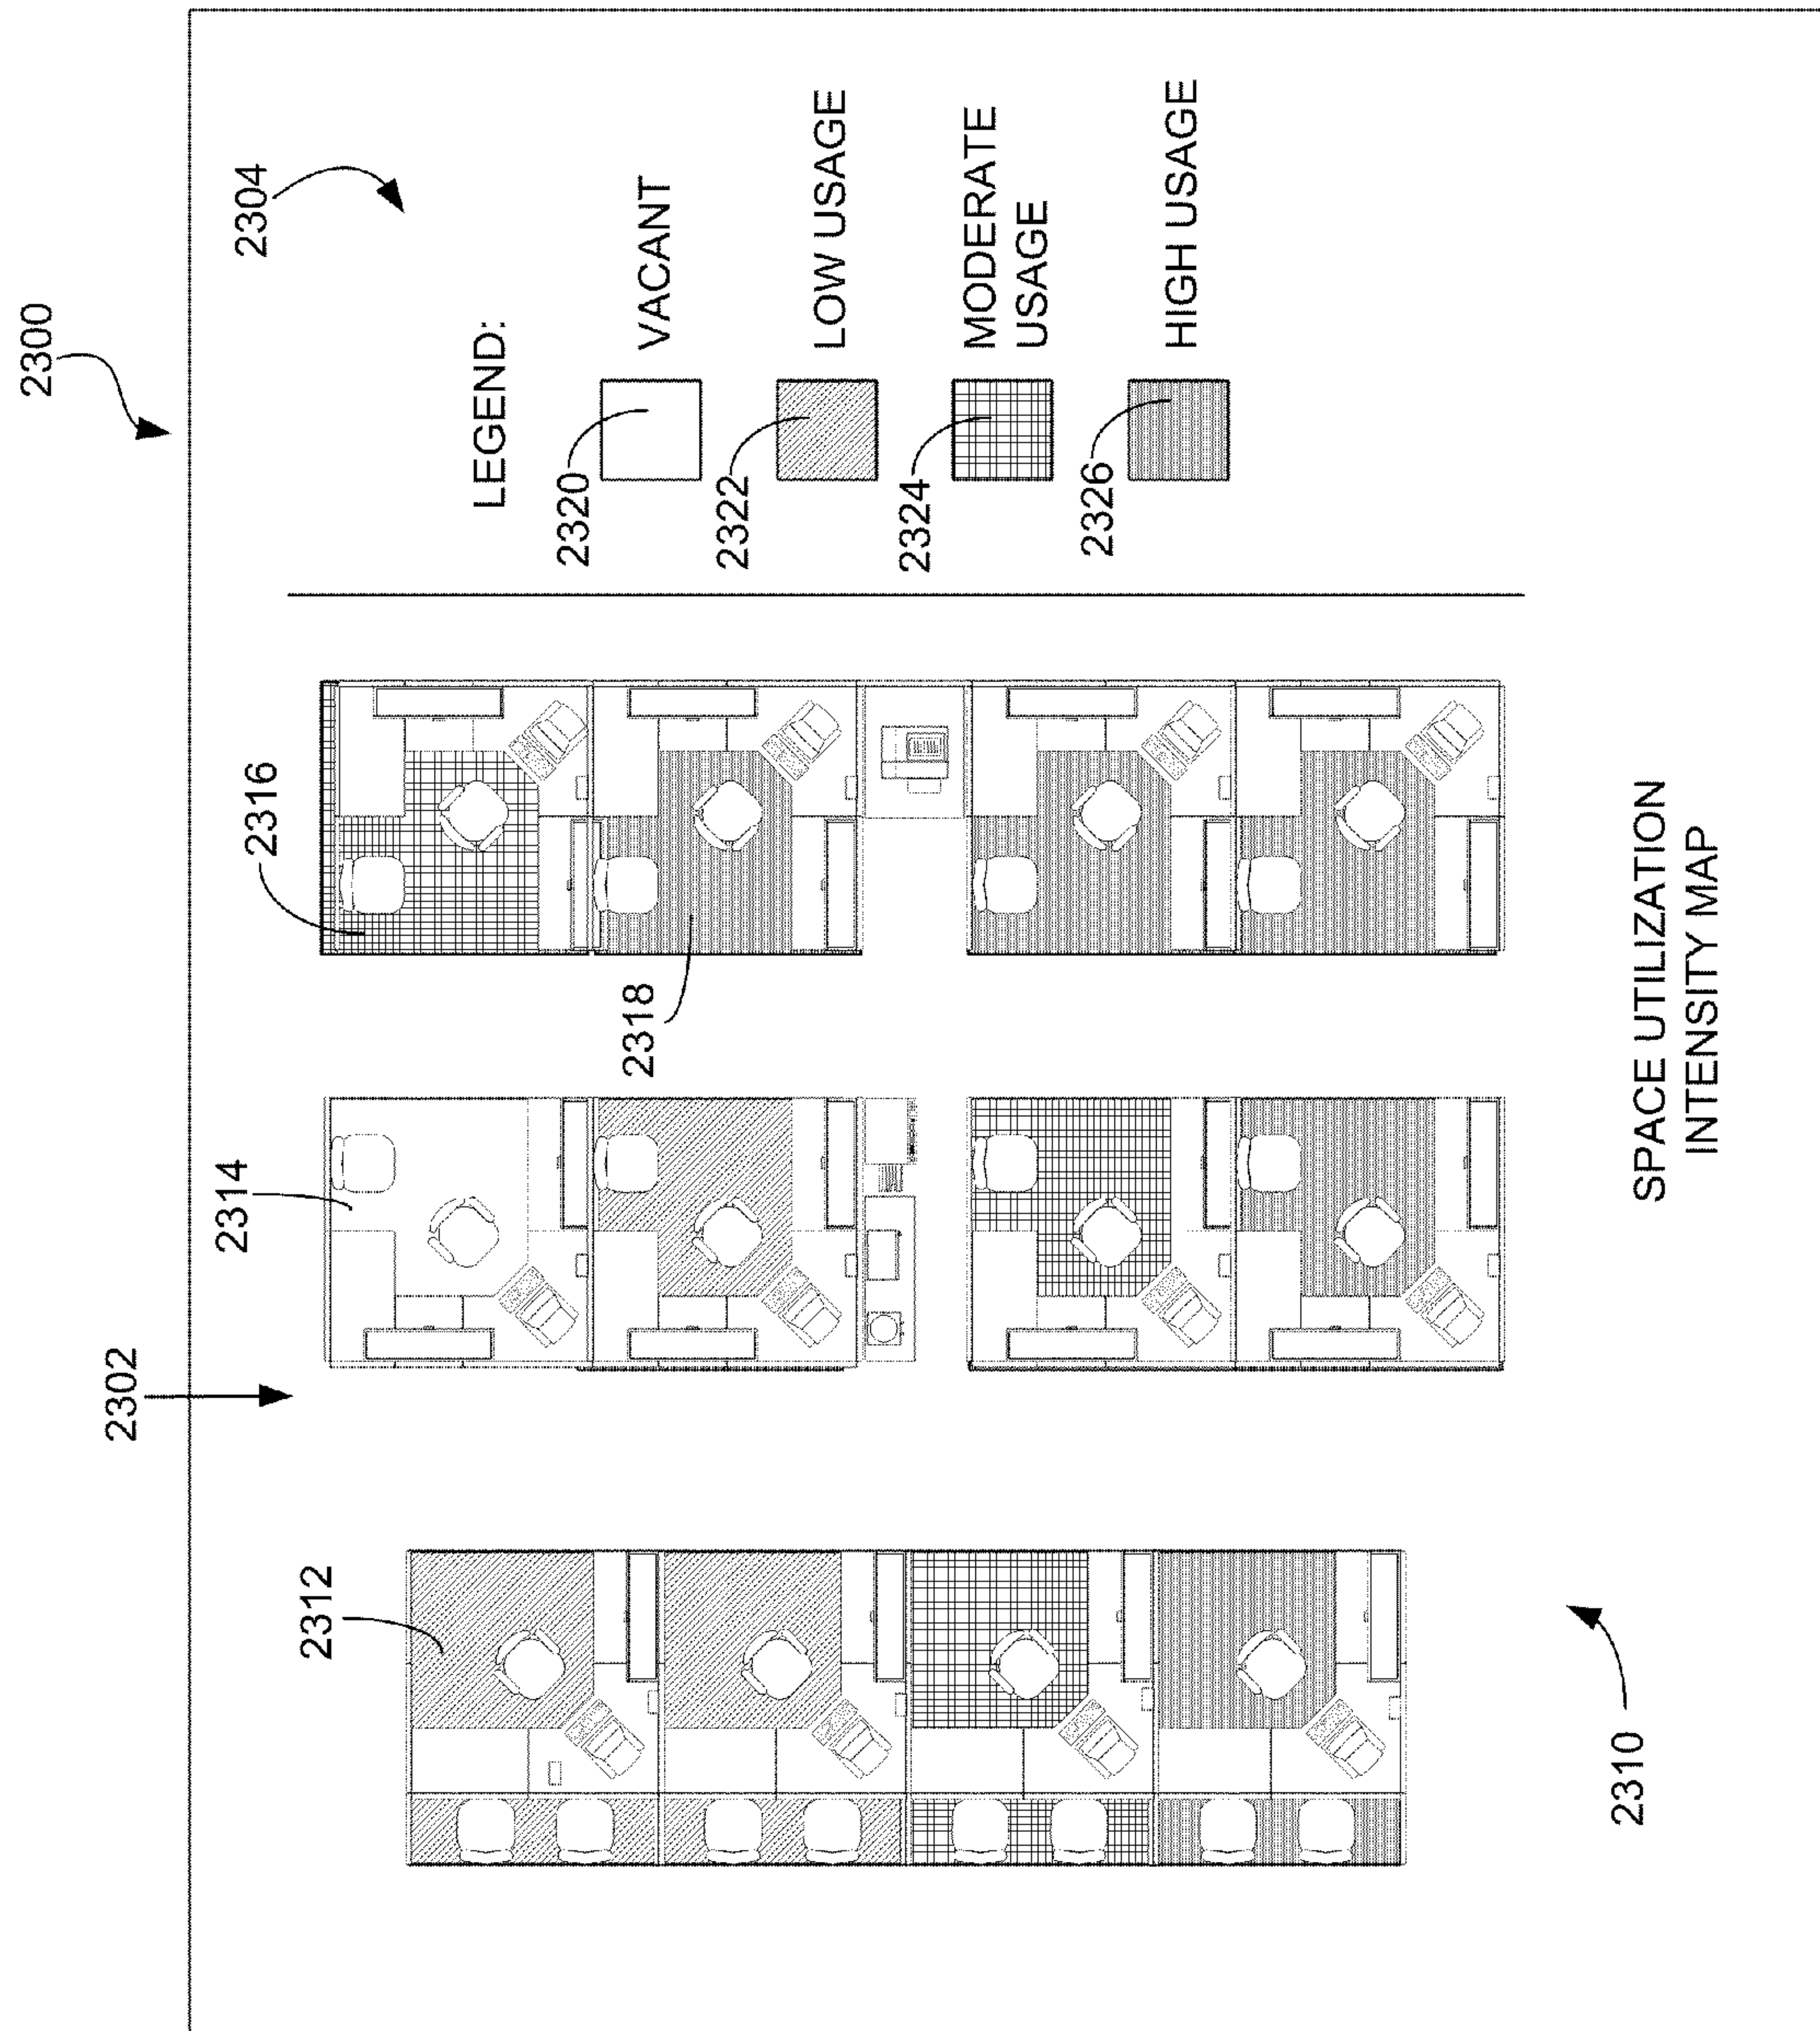 2300
2302
2304
2316
2314
2312
2318
LEGEND:
2320
VACANT
2322
LOW USAGE
2324
MODERATE
USAGE
2326
HIGH USAGE
2310
SPACE UTILIZATION
INTENSITY MAP